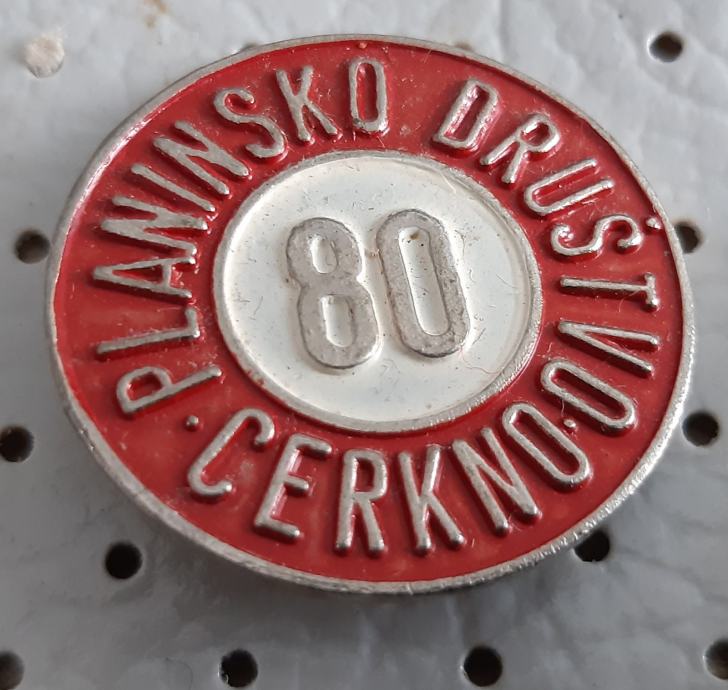 PLANINSKO DRUŠTVO
· CERKNO ·
80